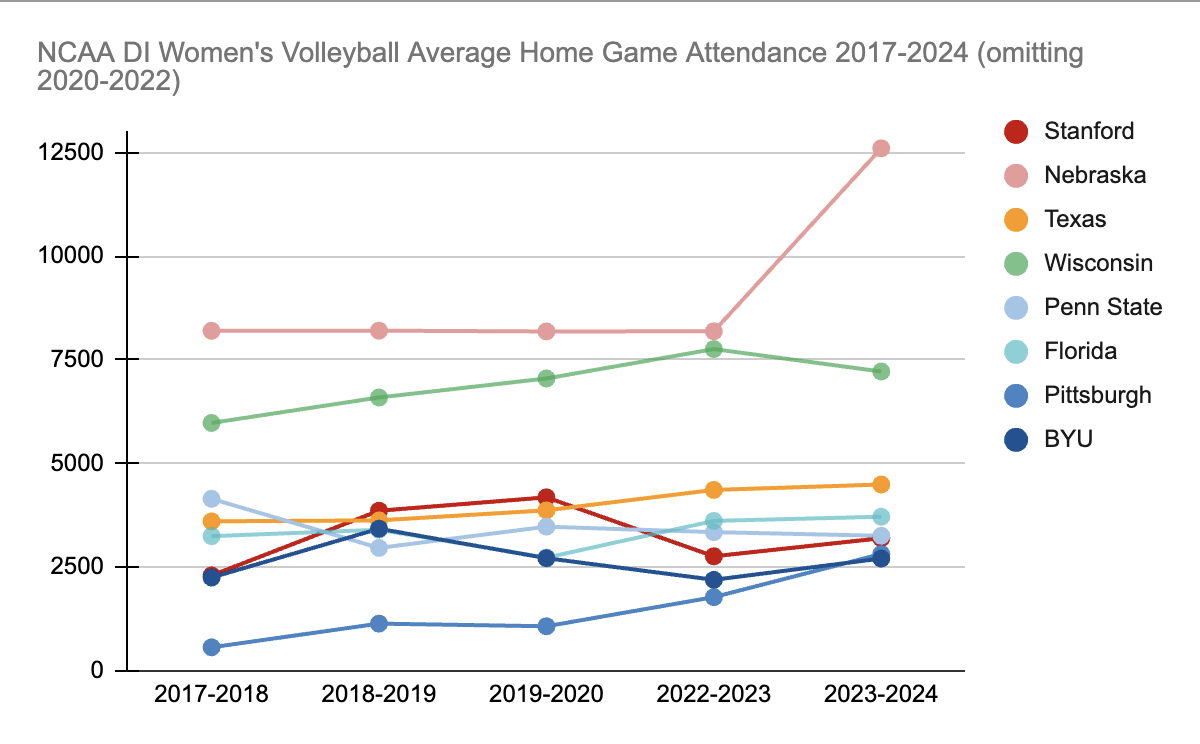 NCAA DI Women's Volleyball Average Home Game Attendance 2017-2024 (omitting
2020-2022)
12500
10000
7500
5000
2500
0
2017-2018
2018-2019
2019-2020
2022-2023
2023-2024
Stanford
Nebraska
Texas
Wisconsin
Penn State
Florida
Pittsburgh
BYU